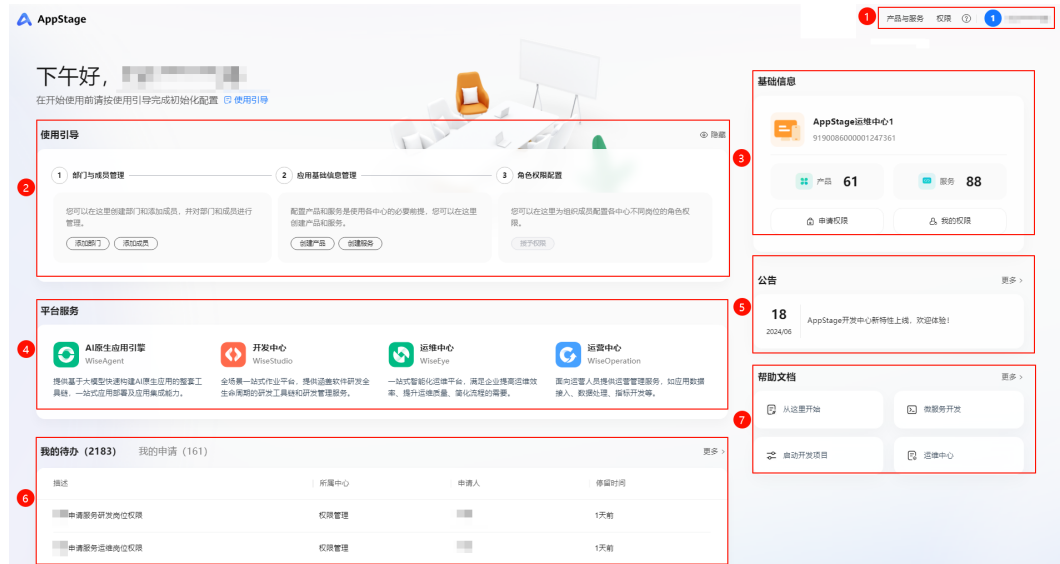 AppStage
1
产品与服务 权限 ? 1
下午好，
在开始使用前请按使用引导完成初始化配置 使用引导
使用引导 隐藏
2
1 部门与成员管理
您可以在这里创建部门和添加成员，并对部门和成员进行
管理。
添加部门 添加成员
2 应用基础信息管理
配置产品和服务是使用各中心的必要前提，您可以在这里
创建产品和服务。
创建产品 创建服务
3 角色权限配置
您可以在这里为组织成员配置各中心不同岗位的角色权
限。
授予权限
3
基础信息
AppStage运维中心1
9190086000001247361
产品 61 服务 88
申请权限 我的权限
4
平台服务
AI原生应用引擎
WiseAgent
提供基于大模型快速构建AI原生应用的整套工
具链、一站式应用部署及应用集成能力。
开发中心
WiseStudio
全场景一站式作业平台，提供涵盖软件研发全
生命周期的研发工具链和研发管理服务。
运维中心
WiseEye
一站式智能化运维平台，满足企业提高运维效
率、提升运维质量、简化流程的需要。
运营中心
WiseOperation
面向运营人员提供运营管理服务，如应用数据
接入、数据处理、指标开发等。
5
公告 更多 >
18
2024/06
AppStage开发中心新特性上线，欢迎体验！
6
我的待办（2183） 我的申请（161） 更多 >
描述 所属中心 申请人 停留时间
申请服务研发岗位权限 权限管理 1天前
申请服务运维岗位权限 权限管理 1天前
7
帮助文档 更多 >
从这里开始 微服务开发
启动开发项目 运维中心